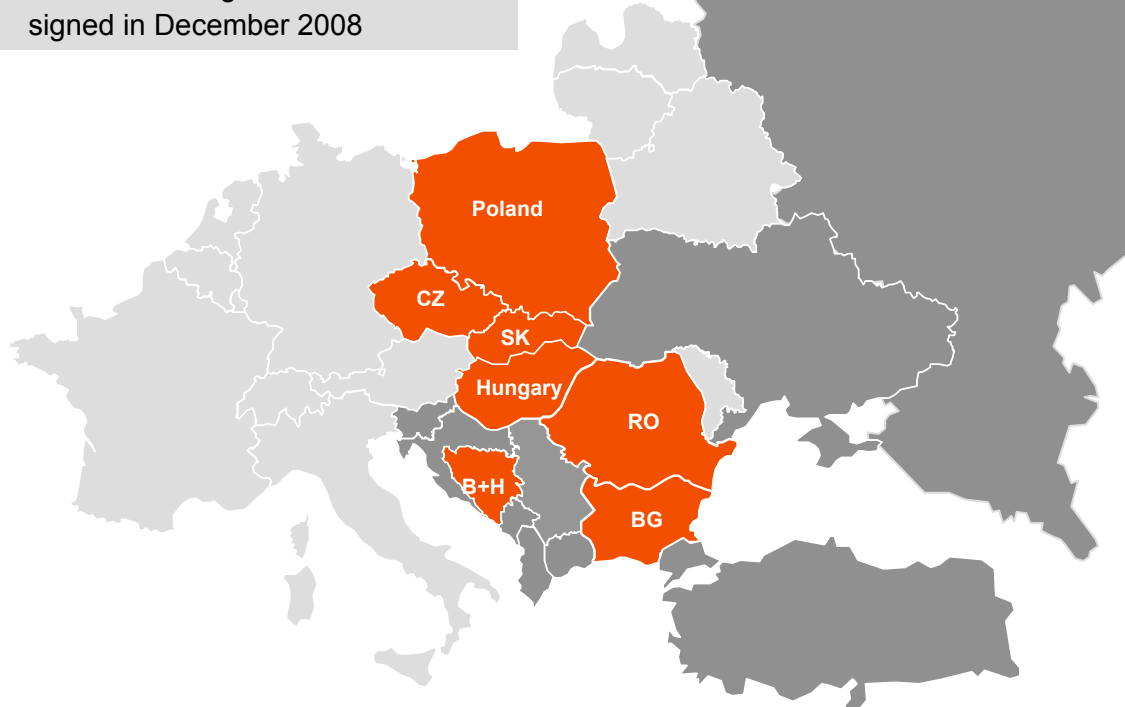 signed in December 2008
Poland
CZ
SK
Hungary
RO
B+H
BG